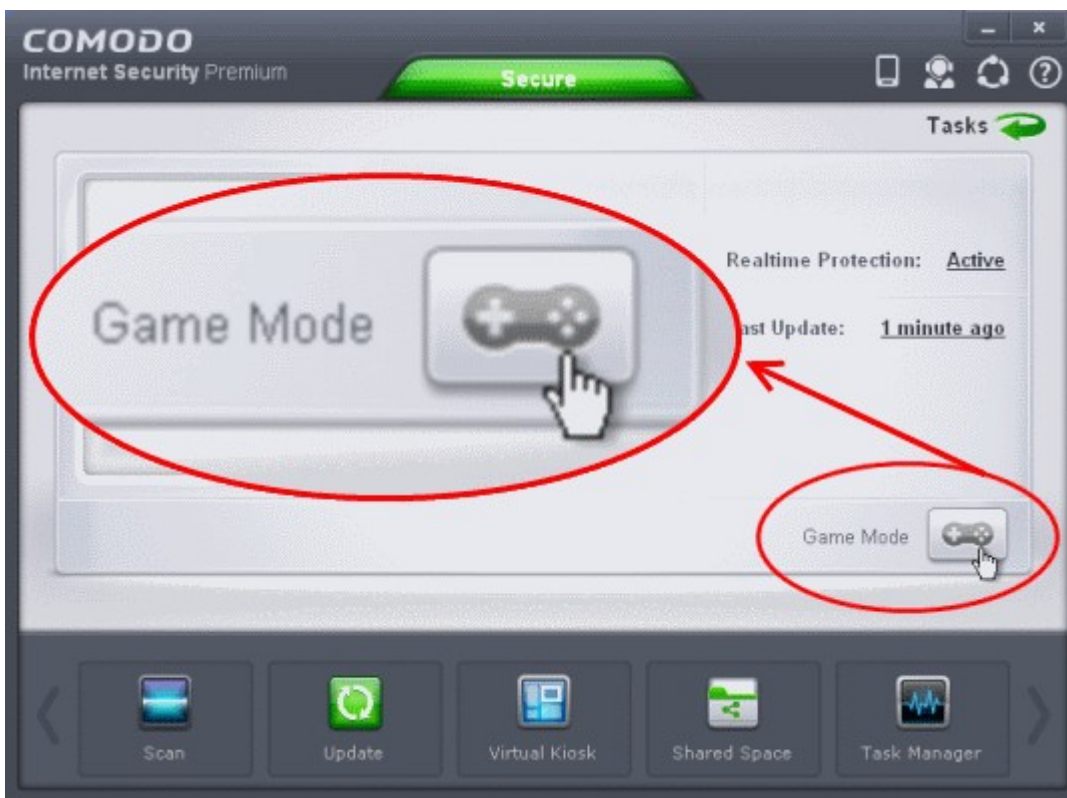 COMODO
Internet Security Premium
Secure
Tasks
Realtime Protection: Active
Game Mode
ast Update: 1 minute ago
Game Mode
Scan
Update
Virtual Kiosk
Shared Space
Task Manager